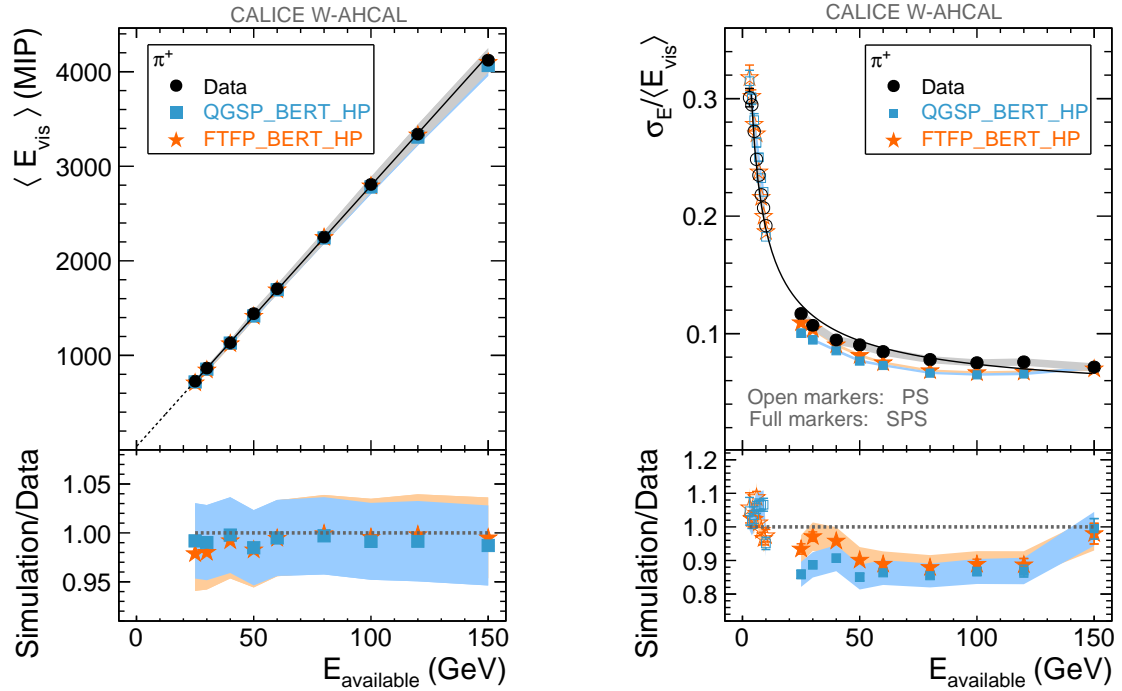 CALICE W-AHCAL
⟨ E_vis ⟩ (MIP)
4000
3000
2000
1000
π+
Data
QGSP_BERT_HP
FTFP_BERT_HP
Simulation/Data
1.05
1.00
0.95
0 50 100 150
E_available (GeV)
CALICE W-AHCAL
σ_E/⟨E_vis⟩
0.3
0.2
0.1
π+
Data
QGSP_BERT_HP
FTFP_BERT_HP
Open markers: PS
Full markers: SPS
Simulation/Data
1.2
1.1
1.0
0.9
0.8
0 50 100 150
E_available (GeV)